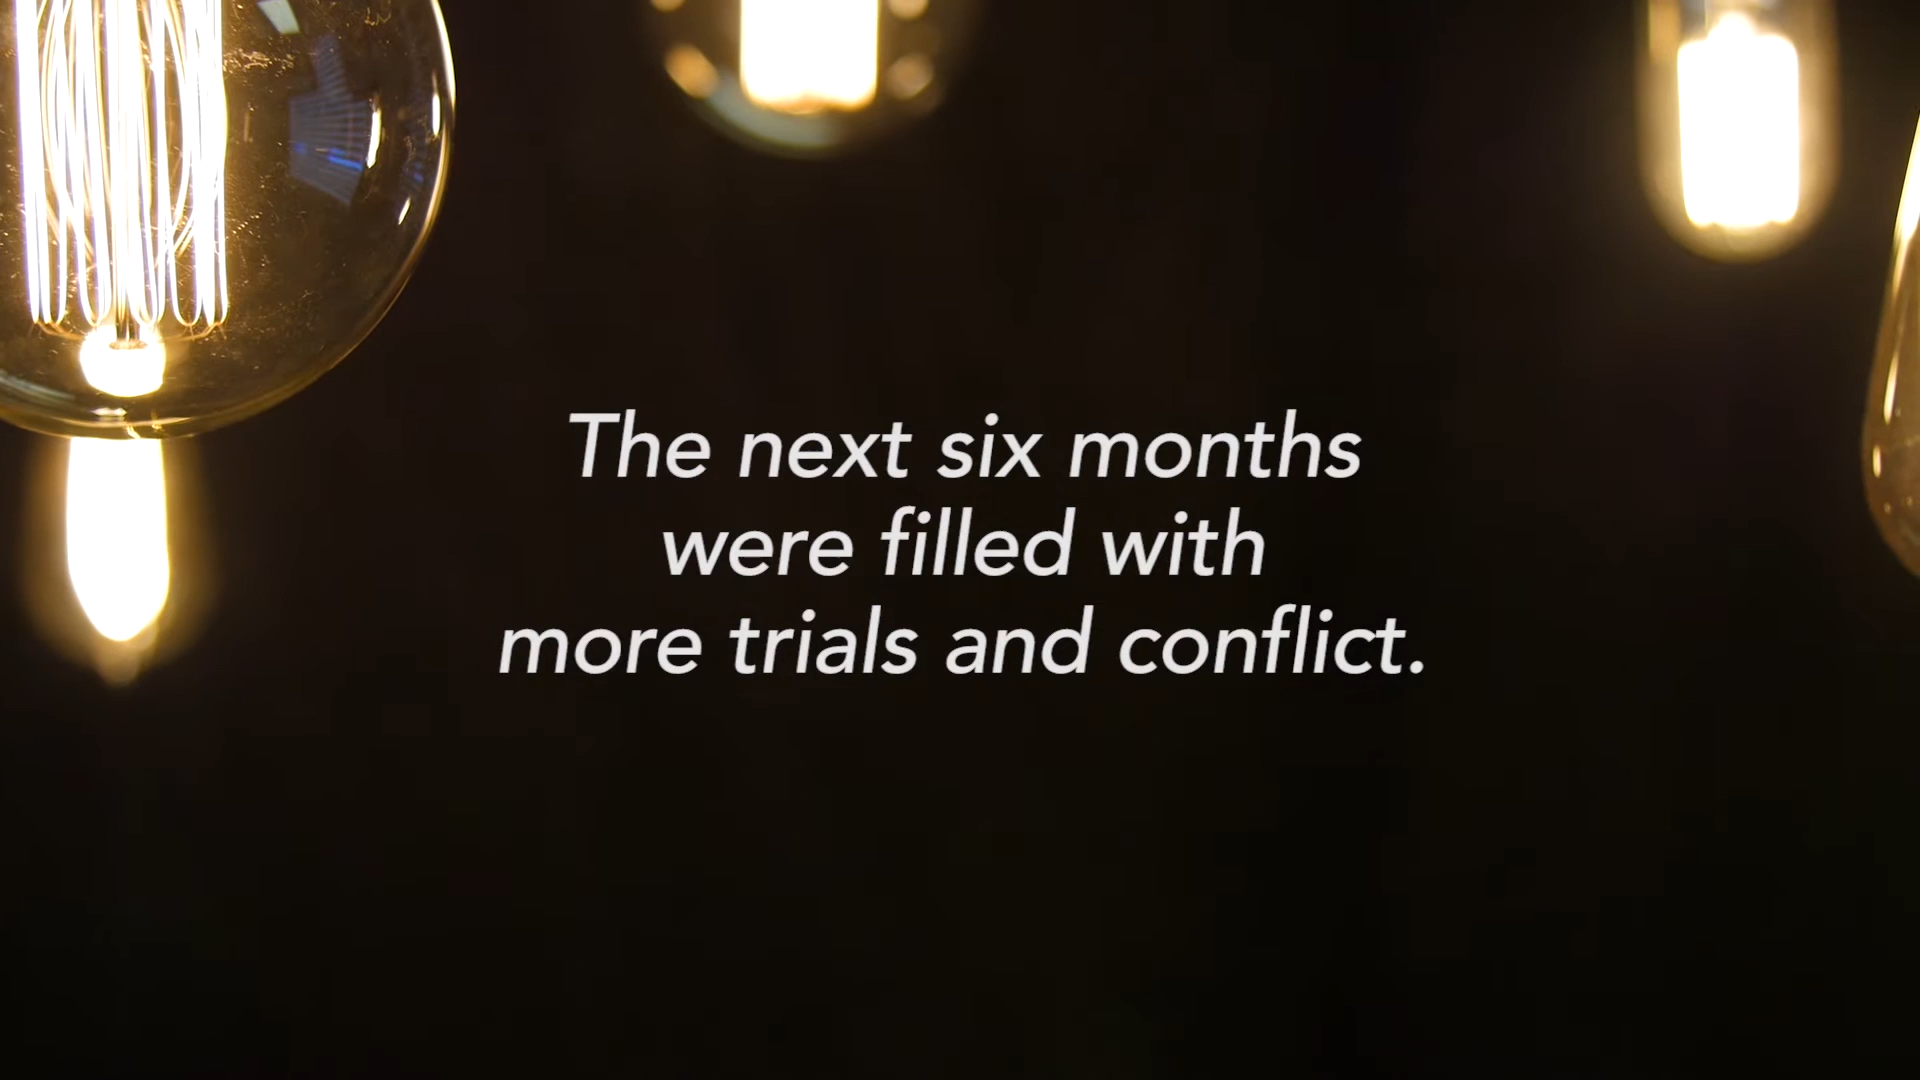 The next six months
were filled with
more trials and conflict.